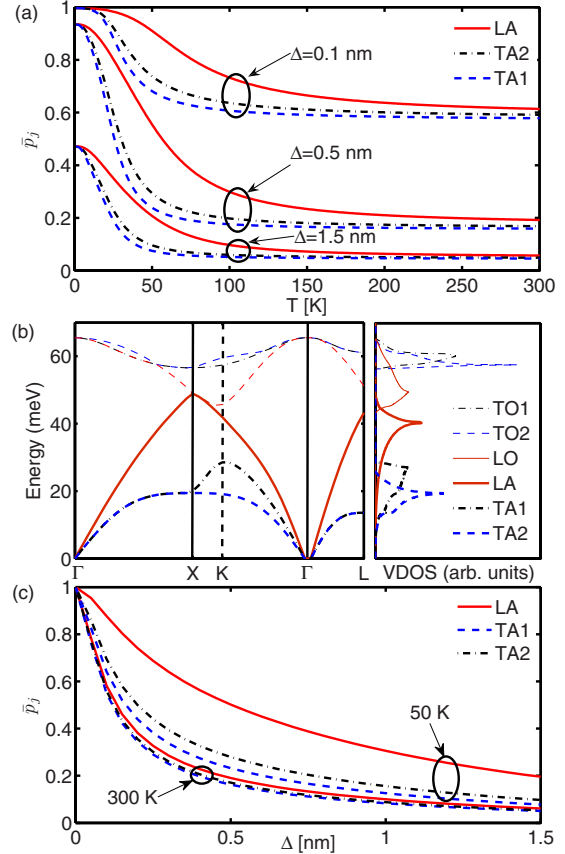 (a)
1
0.8
0.6
0.4
0.2
0
p̄j
LA
TA2
TA1
Δ=0.1 nm
Δ=0.5 nm
Δ=1.5 nm
0 50 100 150 200 250 300
T [K]
(b)
60
40
20
0
Energy (meV)
Γ X K Γ L
TO1
TO2
LO
LA
TA1
TA2
VDOS (arb. units)
(c)
1
0.8
0.6
0.4
0.2
0
p̄j
LA
TA1
TA2
50 K
300 K
0 0.5 1 1.5
Δ [nm]